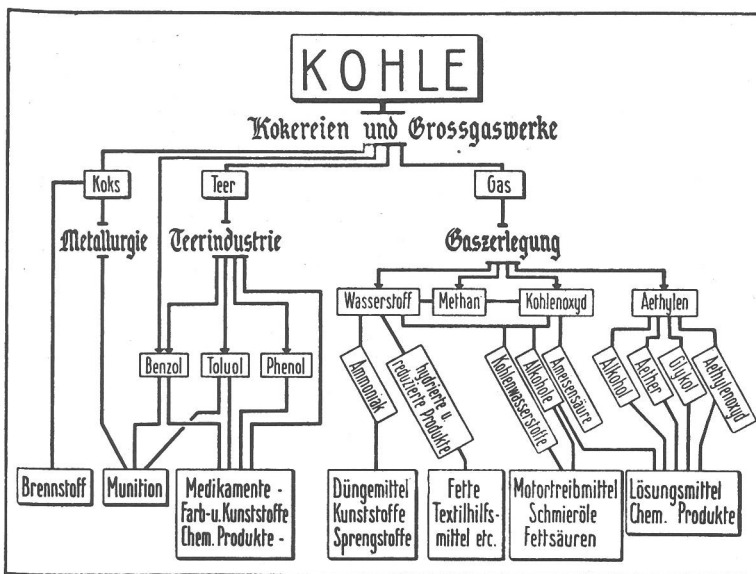 KOHLE
Kokereien und Grossgaswerke
Koks
Teer
Gas
Metallurgie
Teerindustrie
Gaszerlegung
Wasserstoff
Methan
Kohlenoxyd
Aethylen
Benzol
Toluol
Phenol
Ammoniak
hydrierte u.
reduzierte Produkte
Kohlenwasserstoffe
Alkohole
Ameisensäure
Alkohol
Aether
Glykol
Aethylenoxyd
Brennstoff
Munition
Medikamente -
Farb-u. Kunststoffe
Chem. Produkte -
Düngemittel
Kunststoffe
Sprengstoffe
Fette
Textilhilfs-
mittel etc.
Motortreibmittel
Schmieröle
Fettsäuren
Lösungsmittel
Chem. Produkte